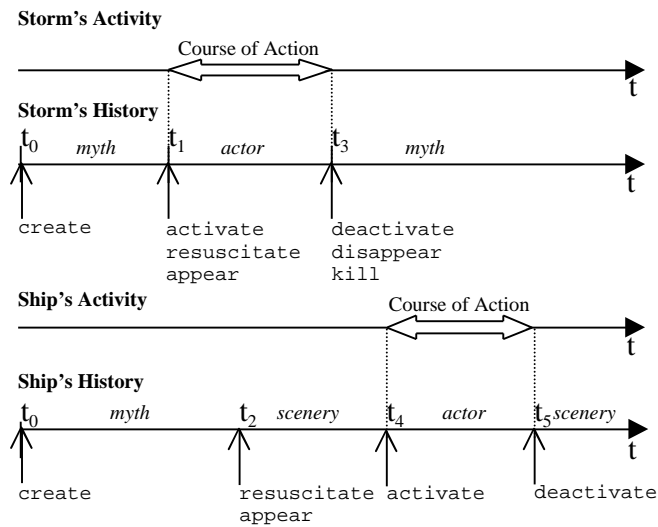 Storm's Activity
Course of Action
t
Storm's History
t0 myth t1 actor t3 myth
t
create activate deactivate
resuscitate disappear
appear kill
Ship's Activity
Course of Action
t
Ship's History
t0 myth t2 scenery t4 actor t5 scenery
t
create resuscitate activate deactivate
appear